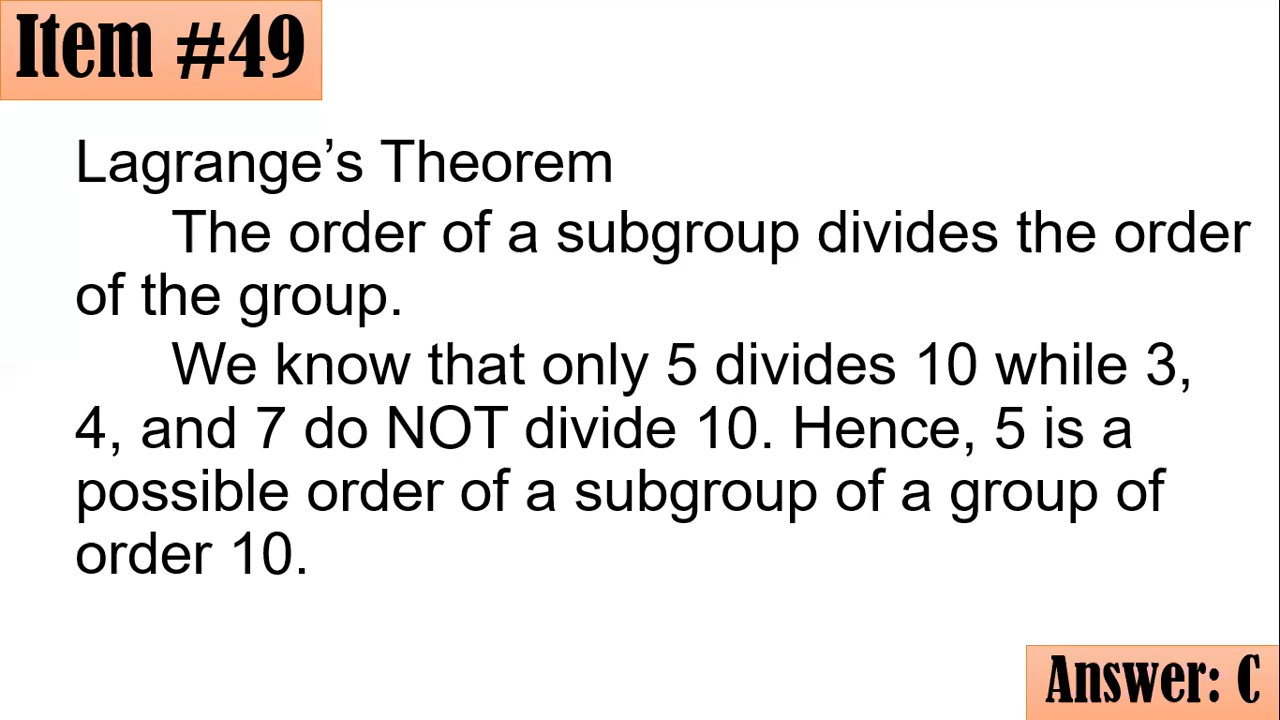 Item #49
Lagrange’s Theorem
The order of a subgroup divides the order
of the group.
We know that only 5 divides 10 while 3,
4, and 7 do NOT divide 10. Hence, 5 is a
possible order of a subgroup of a group of
order 10.
Answer: C